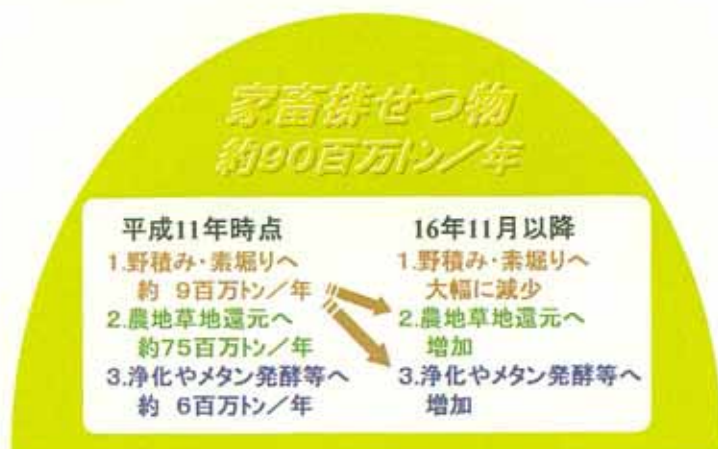 家畜排せつ物
約90百万トン／年
平成11年時点
1.野積み・素堀りへ
約 9百万トン／年
2.農地草地還元へ
約75百万トン／年
3.浄化やメタン発酵等へ
約 6百万トン／年
16年11月以降
1.野積み・素堀りへ
大幅に減少
2.農地草地還元へ
増加
3.浄化やメタン発酵等へ
増加